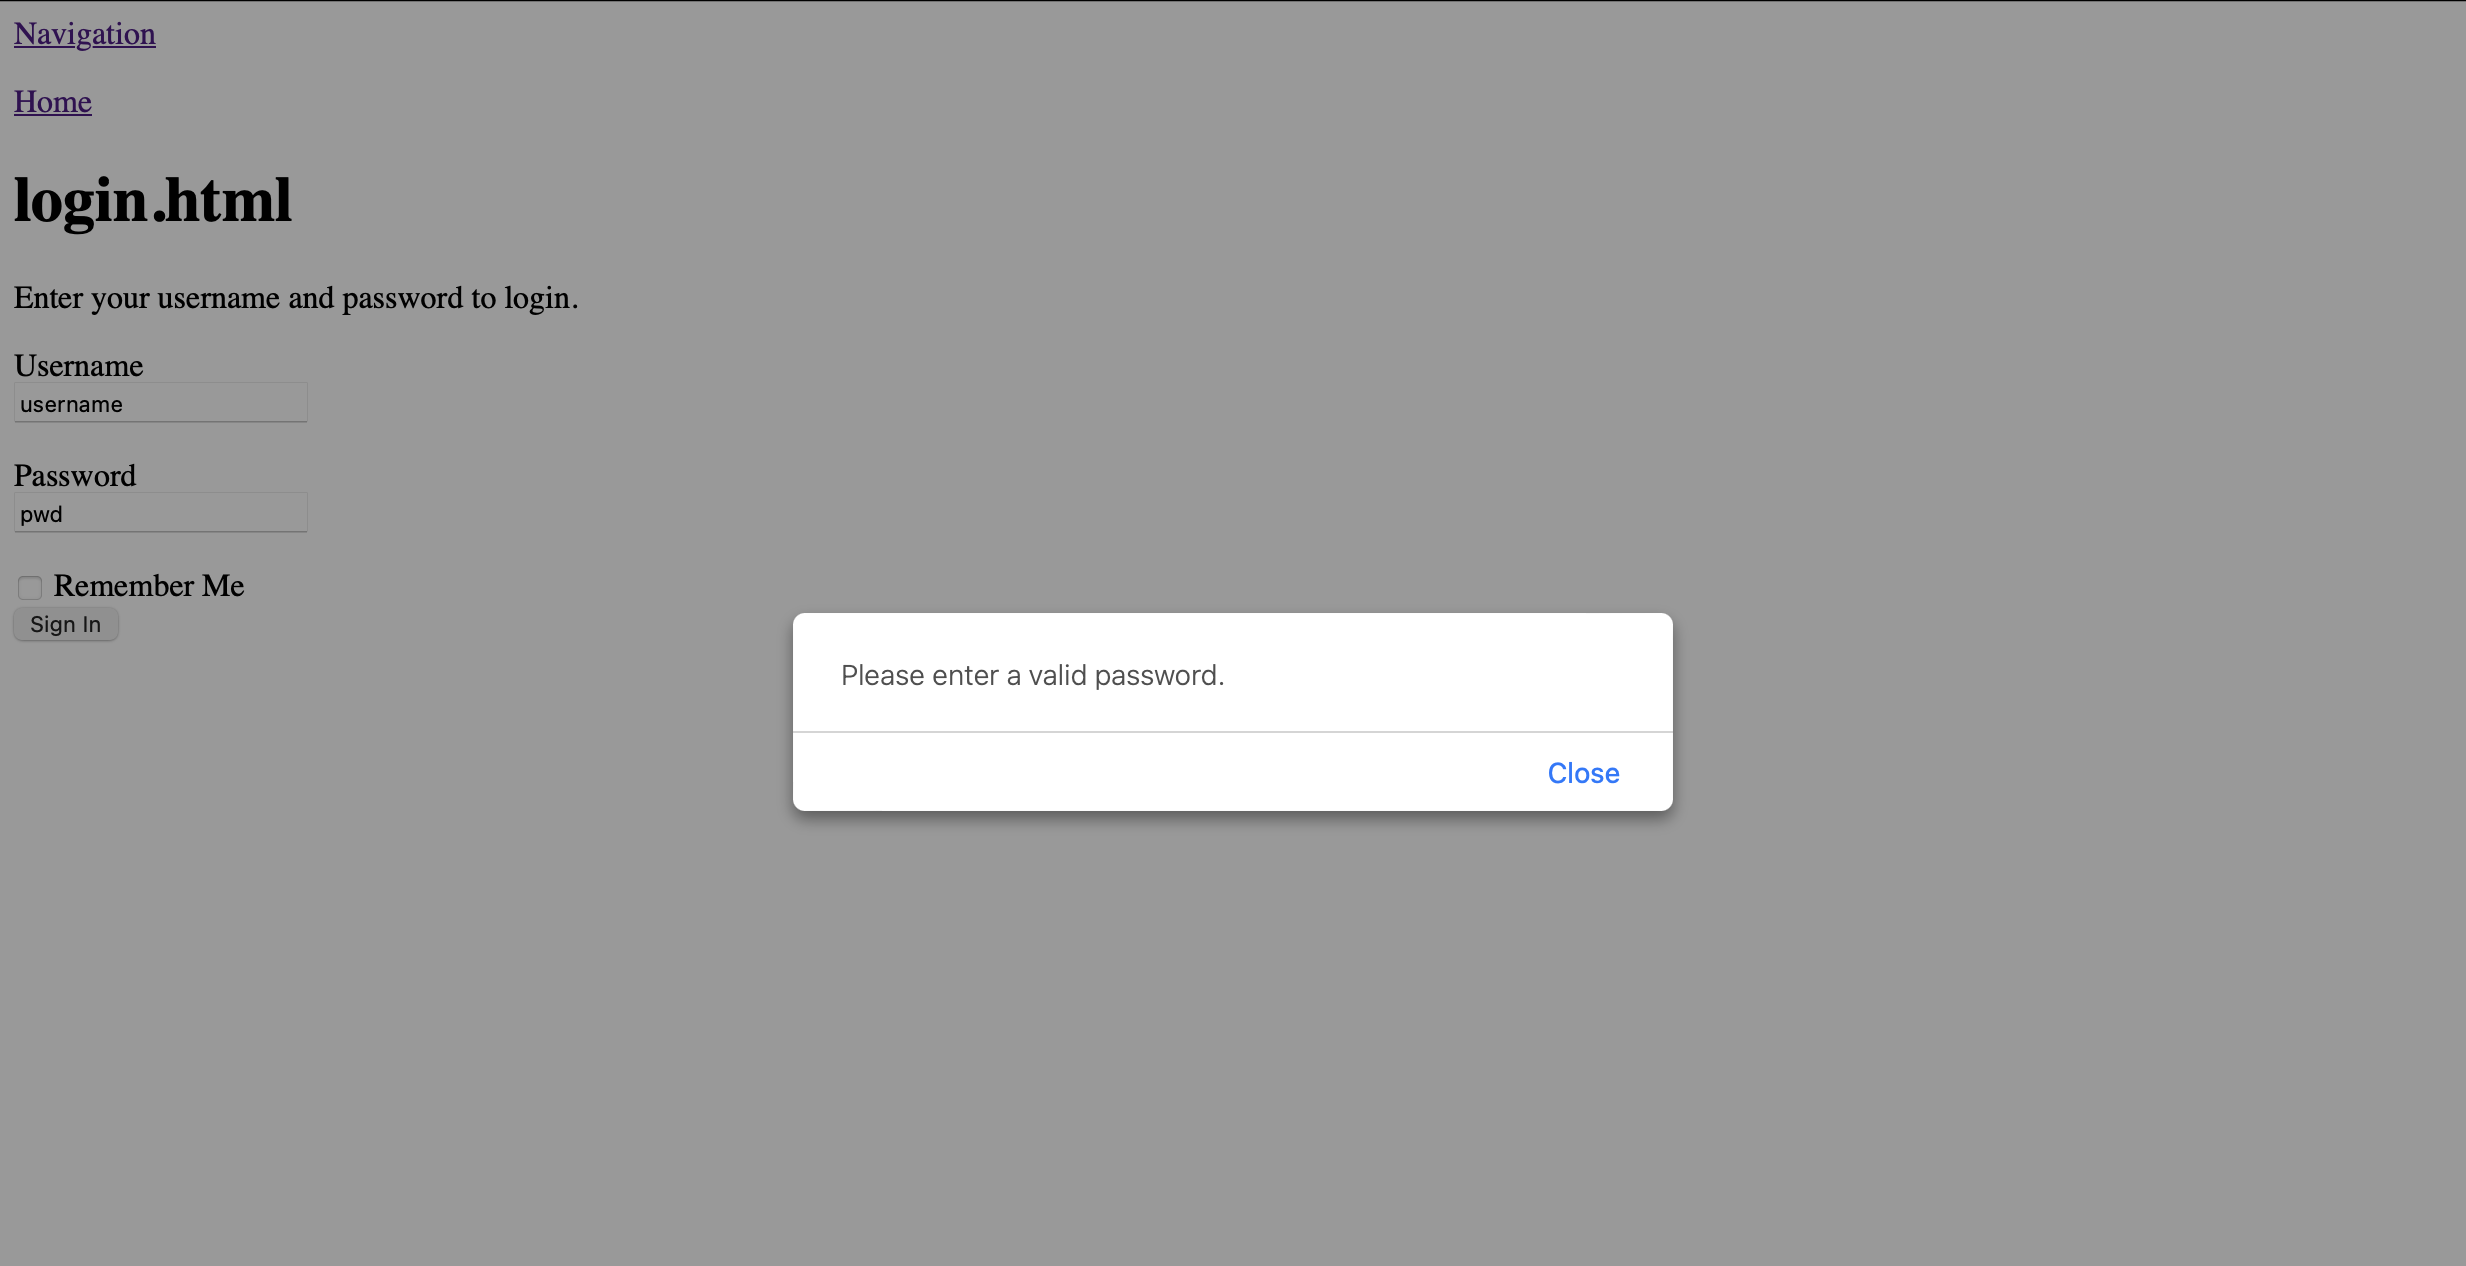 Navigation
Home
login.html
Enter your username and password to login.
Username
username
Password
pwd
Remember Me
Sign In
Please enter a valid password.
Close